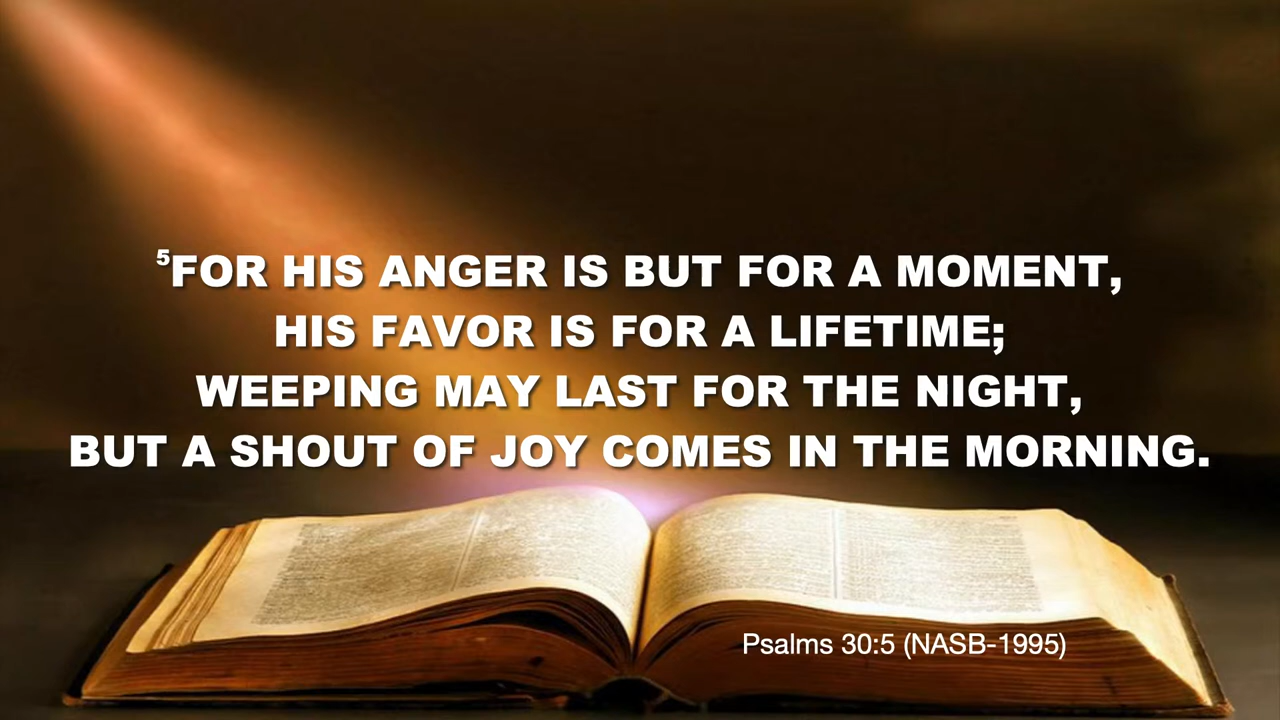 ⁵FOR HIS ANGER IS BUT FOR A MOMENT,
HIS FAVOR IS FOR A LIFETIME;
WEEPING MAY LAST FOR THE NIGHT,
BUT A SHOUT OF JOY COMES IN THE MORNING.
Psalms 30:5 (NASB-1995)